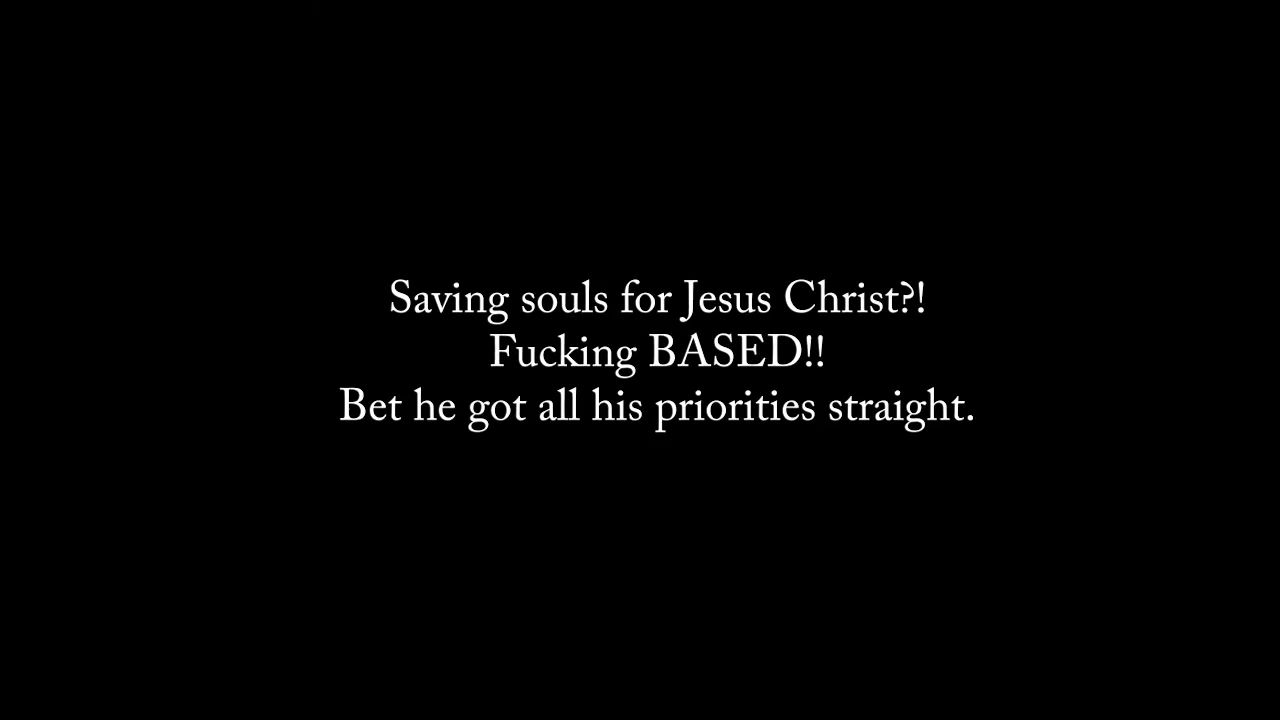 Saving souls for Jesus Christ?!
Fucking BASED!!
Bet he got all his priorities straight.